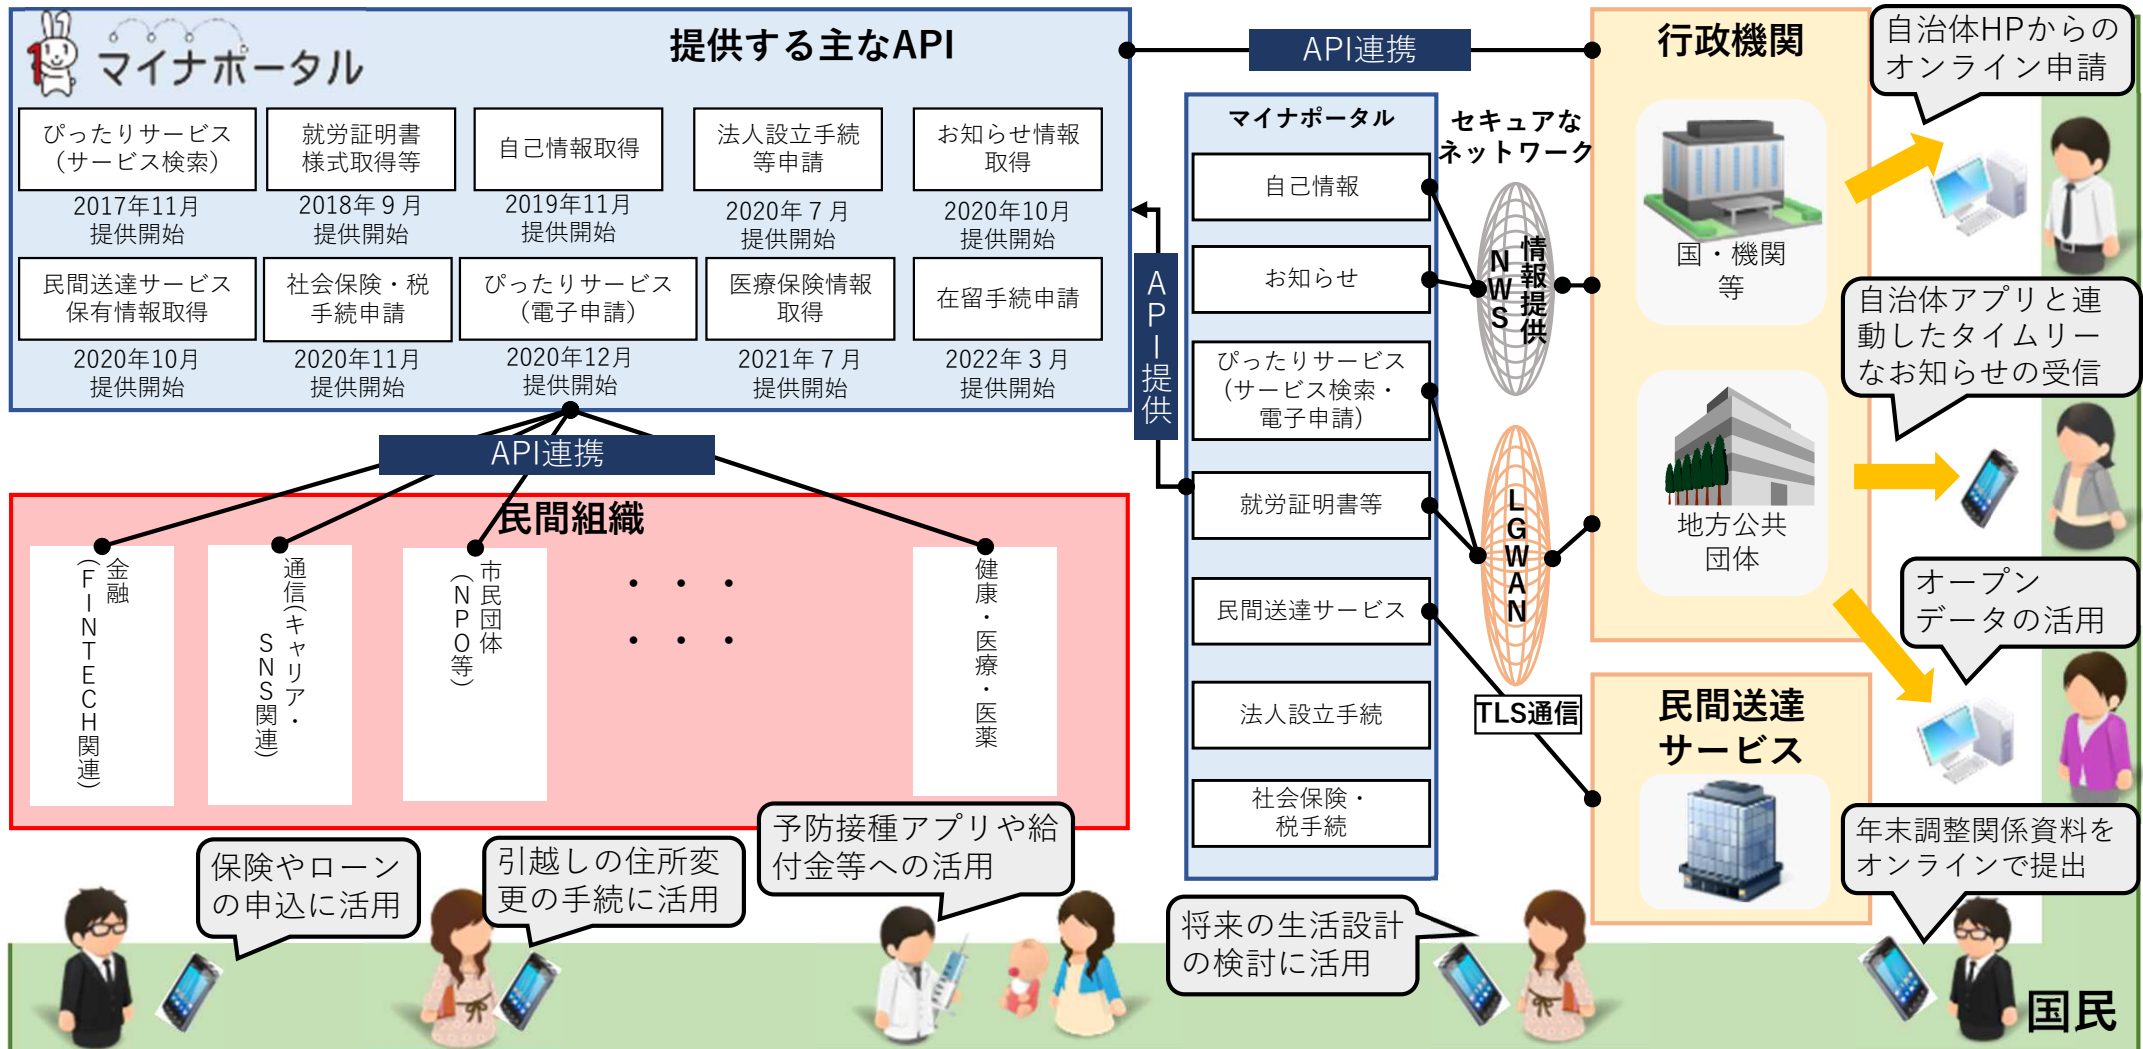 マイナポータル
提供する主なAPI
ぴったりサービス
(サービス検索)
2017年11月
提供開始
就労証明書
様式取得等
2018年９月
提供開始
自己情報取得
2019年11月
提供開始
法人設立手続
等申請
2020年７月
提供開始
お知らせ情報
取得
2020年10月
提供開始
民間送達サービス
保有情報取得
2020年10月
提供開始
社会保険・税
手続申請
2020年11月
提供開始
ぴったりサービス
(電子申請)
2020年12月
提供開始
医療保険情報
取得
2021年７月
提供開始
在留手続申請
2022年３月
提供開始
API連携
API連携
API提供
民間組織
金融
(FINTECH関連)
通信(キャリア・
SNS関連)
市民団体
(NPO等)
・・・
・・・
健康・医療・医薬
マイナポータル
自己情報
お知らせ
ぴったりサービス
(サービス検索・
電子申請)
就労証明書等
民間送達サービス
法人設立手続
社会保険・
税手続
セキュアな
ネットワーク
情報提供
NWS
LGWAN
TLS通信
行政機関
国・機関
等
地方公共
団体
民間送達
サービス
自治体HPからの
オンライン申請
自治体アプリと連
動したタイムリー
なお知らせの受信
オープン
データの活用
年末調整関係資料を
オンラインで提出
保険やローン
の申込に活用
引越しの住所変
更の手続に活用
予防接種アプリや給
付金等への活用
将来の生活設計
の検討に活用
国民